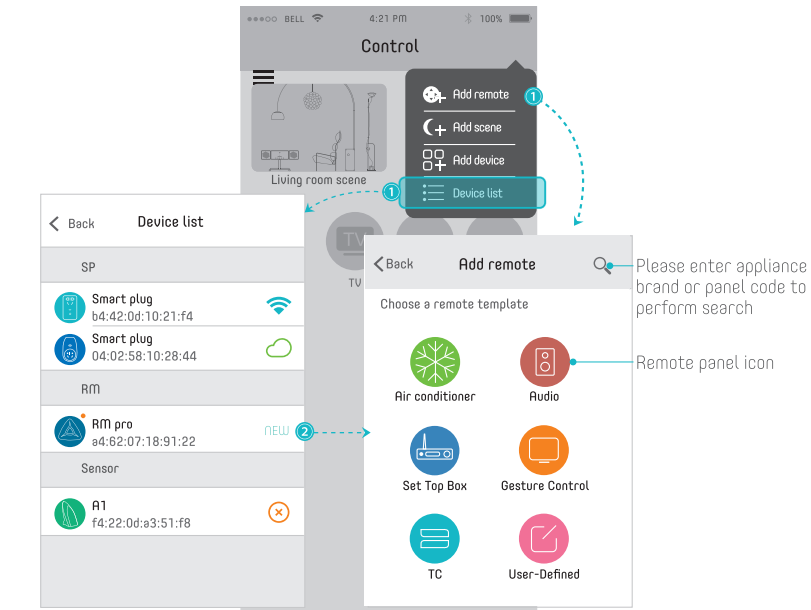 BELL 4:21 PM 100%
Control
Add remote
1
Add scene
Add device
Device list
1
Living room scene
TV
TV
Back Device list
SP
Smart plug
b4:42:0d:10:21:f4
Smart plug
04:02:58:10:28:44
RM
RM pro
a4:62:07:18:91:22
NEW
2
Sensor
A1
f4:22:0d:a3:51:f8
Back Add remote
Choose a remote template
Air conditioner Audio
Set Top Box Gesture Control
TC User-Defined
Please enter appliance
brand or panel code to
perform search
Remote panel icon